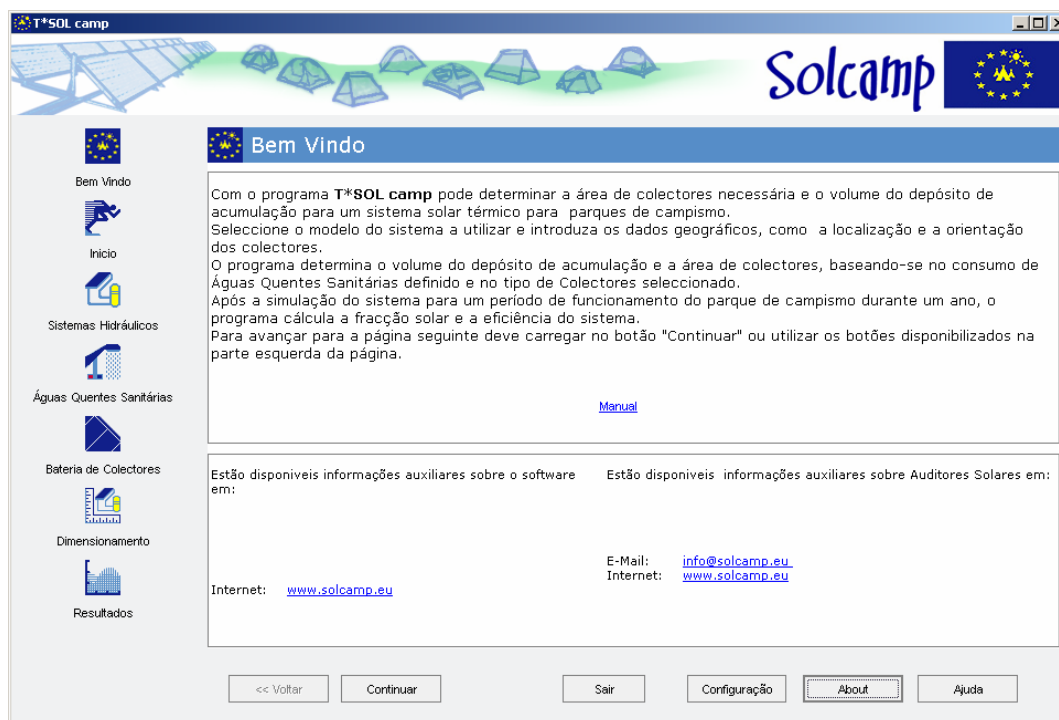 T*SOL camp
Solcamp
Bem Vindo
Inicio
Sistemas Hidráulicos
Águas Quentes Sanitárias
Bateria de Colectores
Dimensionamento
Resultados
Bem Vindo
Com o programa T*SOL camp pode determinar a área de colectores necessária e o volume do depósito de
acumulação para um sistema solar térmico para parques de campismo.
Seleccione o modelo do sistema a utilizar e introduza os dados geográficos, como a localização e a orientação
dos colectores.
O programa determina o volume do depósito de acumulação e a área de colectores, baseando-se no consumo de
Águas Quentes Sanitárias definido e no tipo de Colectores seleccionado.
Após a simulação do sistema para um período de funcionamento do parque de campismo durante um ano, o
programa cálcula a fracção solar e a eficiência do sistema.
Para avançar para a página seguinte deve carregar no botão "Continuar" ou utilizar os botões disponibilizados na
parte esquerda da página.
Manual
Estão disponiveis informações auxiliares sobre o software
em:
Internet: www.solcamp.eu
Estão disponiveis informações auxiliares sobre Auditores Solares em:
E-Mail: info@solcamp.eu
Internet: www.solcamp.eu
<< Voltar
Continuar
Sair
Configuração
About
Ajuda